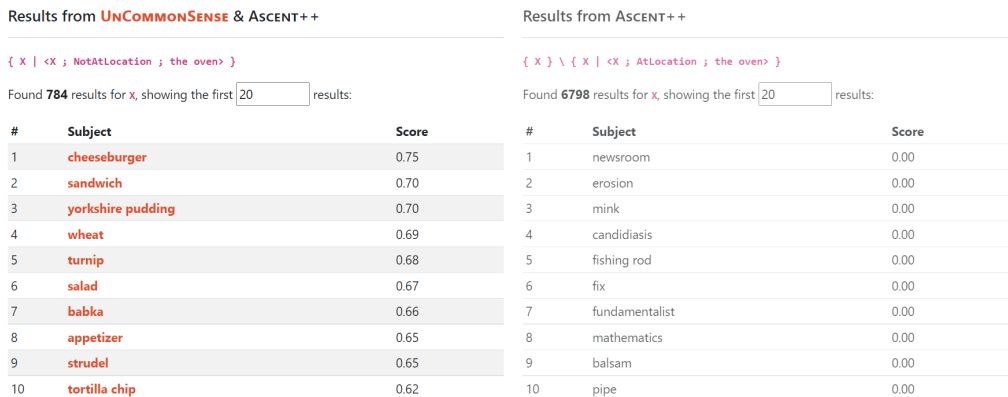 Results from UnCommonSense & Ascent++
{ X | <X ; NotAtLocation ; the oven> }
Found 784 results for X, showing the first 20 results:
# Subject Score
1 cheeseburger 0.75
2 sandwich 0.70
3 yorkshire pudding 0.70
4 wheat 0.69
5 turnip 0.68
6 salad 0.67
7 babka 0.66
8 appetizer 0.65
9 strudel 0.65
10 tortilla chip 0.62
Results from Ascent++
{ X } \ { X | <X ; AtLocation ; the oven> }
Found 6798 results for X, showing the first 20 results:
# Subject Score
1 newsroom 0.00
2 erosion 0.00
3 mink 0.00
4 candidiasis 0.00
5 fishing rod 0.00
6 fix 0.00
7 fundamentalist 0.00
8 mathematics 0.00
9 balsam 0.00
10 pipe 0.00